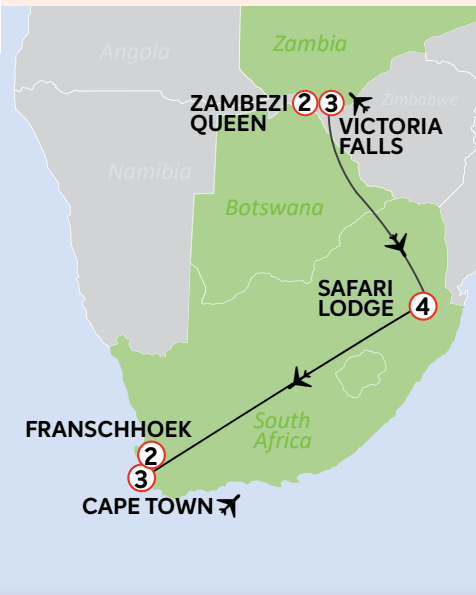 Angola
Zambia
ZAMBEZI
QUEEN
2
3
Zimbabwe
VICTORIA
FALLS
Namibia
Botswana
SAFARI
LODGE
4
FRANSCHHOEK
2
3
South
Africa
CAPE TOWN